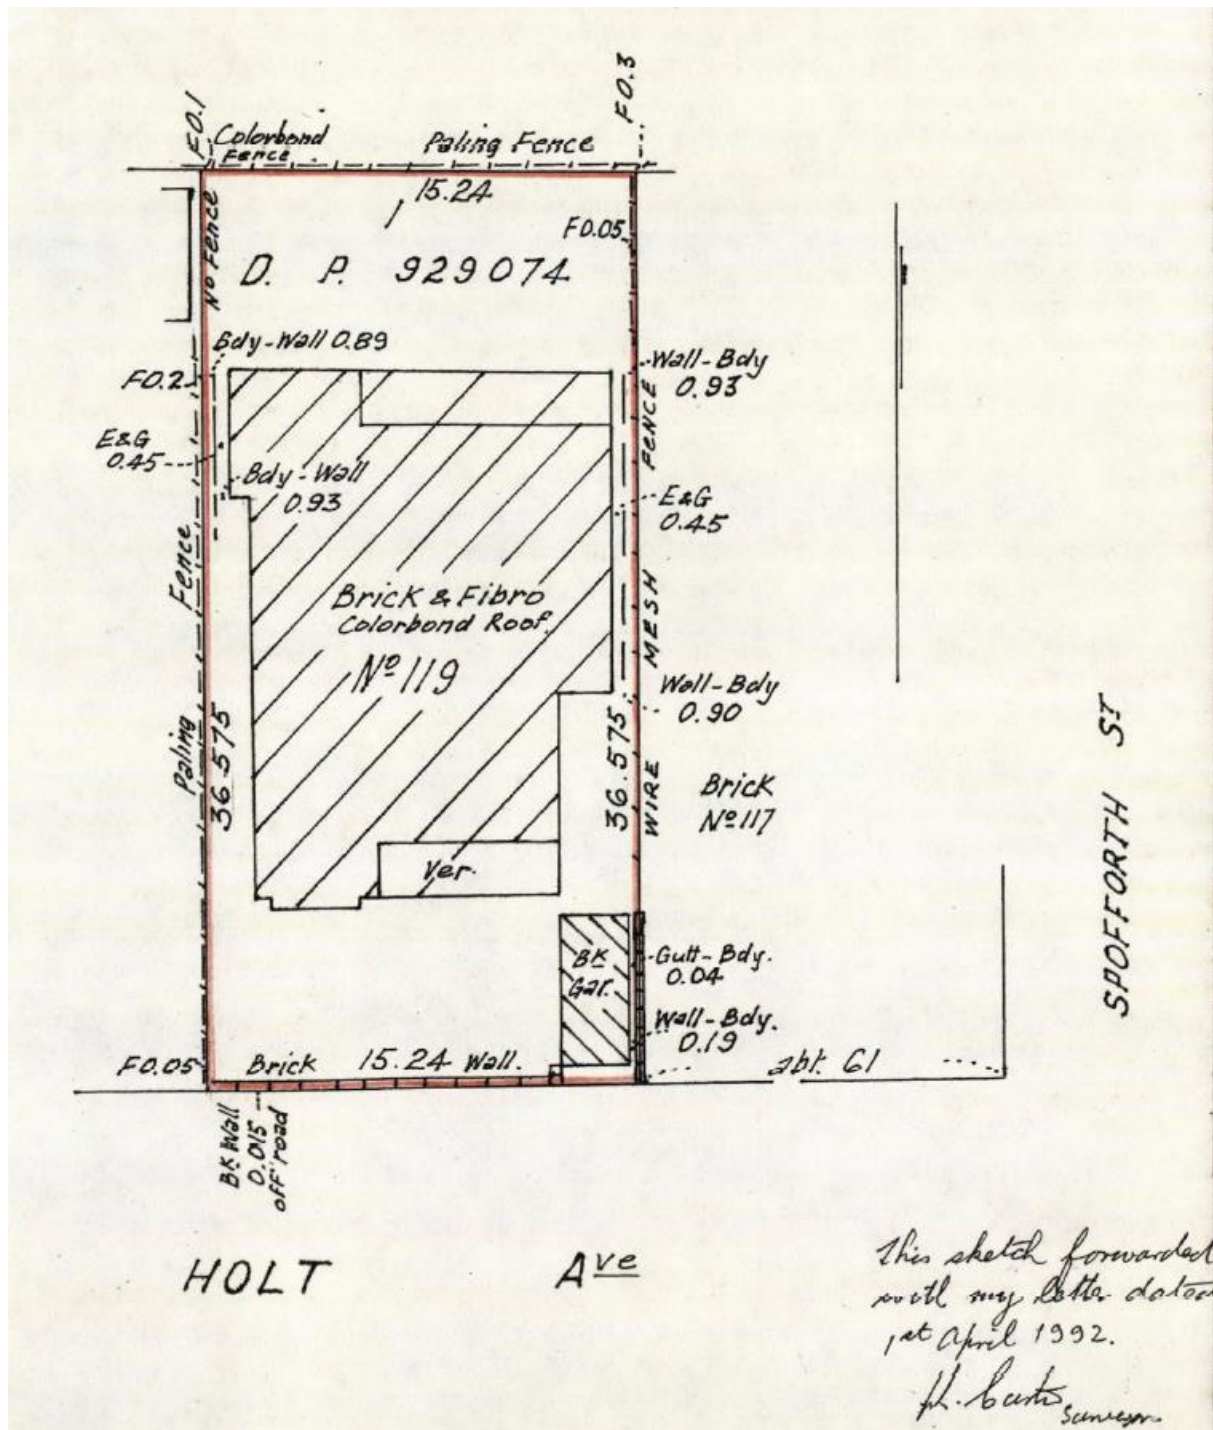 F0.1
F0.3
Colorbond
Fence
Paling Fence
15.24
No Fence
F0.05
D. P. 929074
Bdy-Wall 0.89
F0.2
Wall-Bdy
0.93
E&G
0.45
Bdy-Wall
0.93
E&G
0.45
Paling Fence
WIRE MESH FENCE
Brick & Fibro
Colorbond Roof.
Nº 119
36.575
36.575
Wall-Bdy
0.90
Brick
Nº 117
SPOFFORTH ST
Ver.
BK
Gar.
Gutt-Bdy.
0.04
Wall-Bdy.
0.19
F0.05
Brick 15.24 Wall.
abt. 61
BK Wall
0.015
off road
HOLT Ave
This sketch forwarded
with my letter dated
1st April 1992.
Surveyor